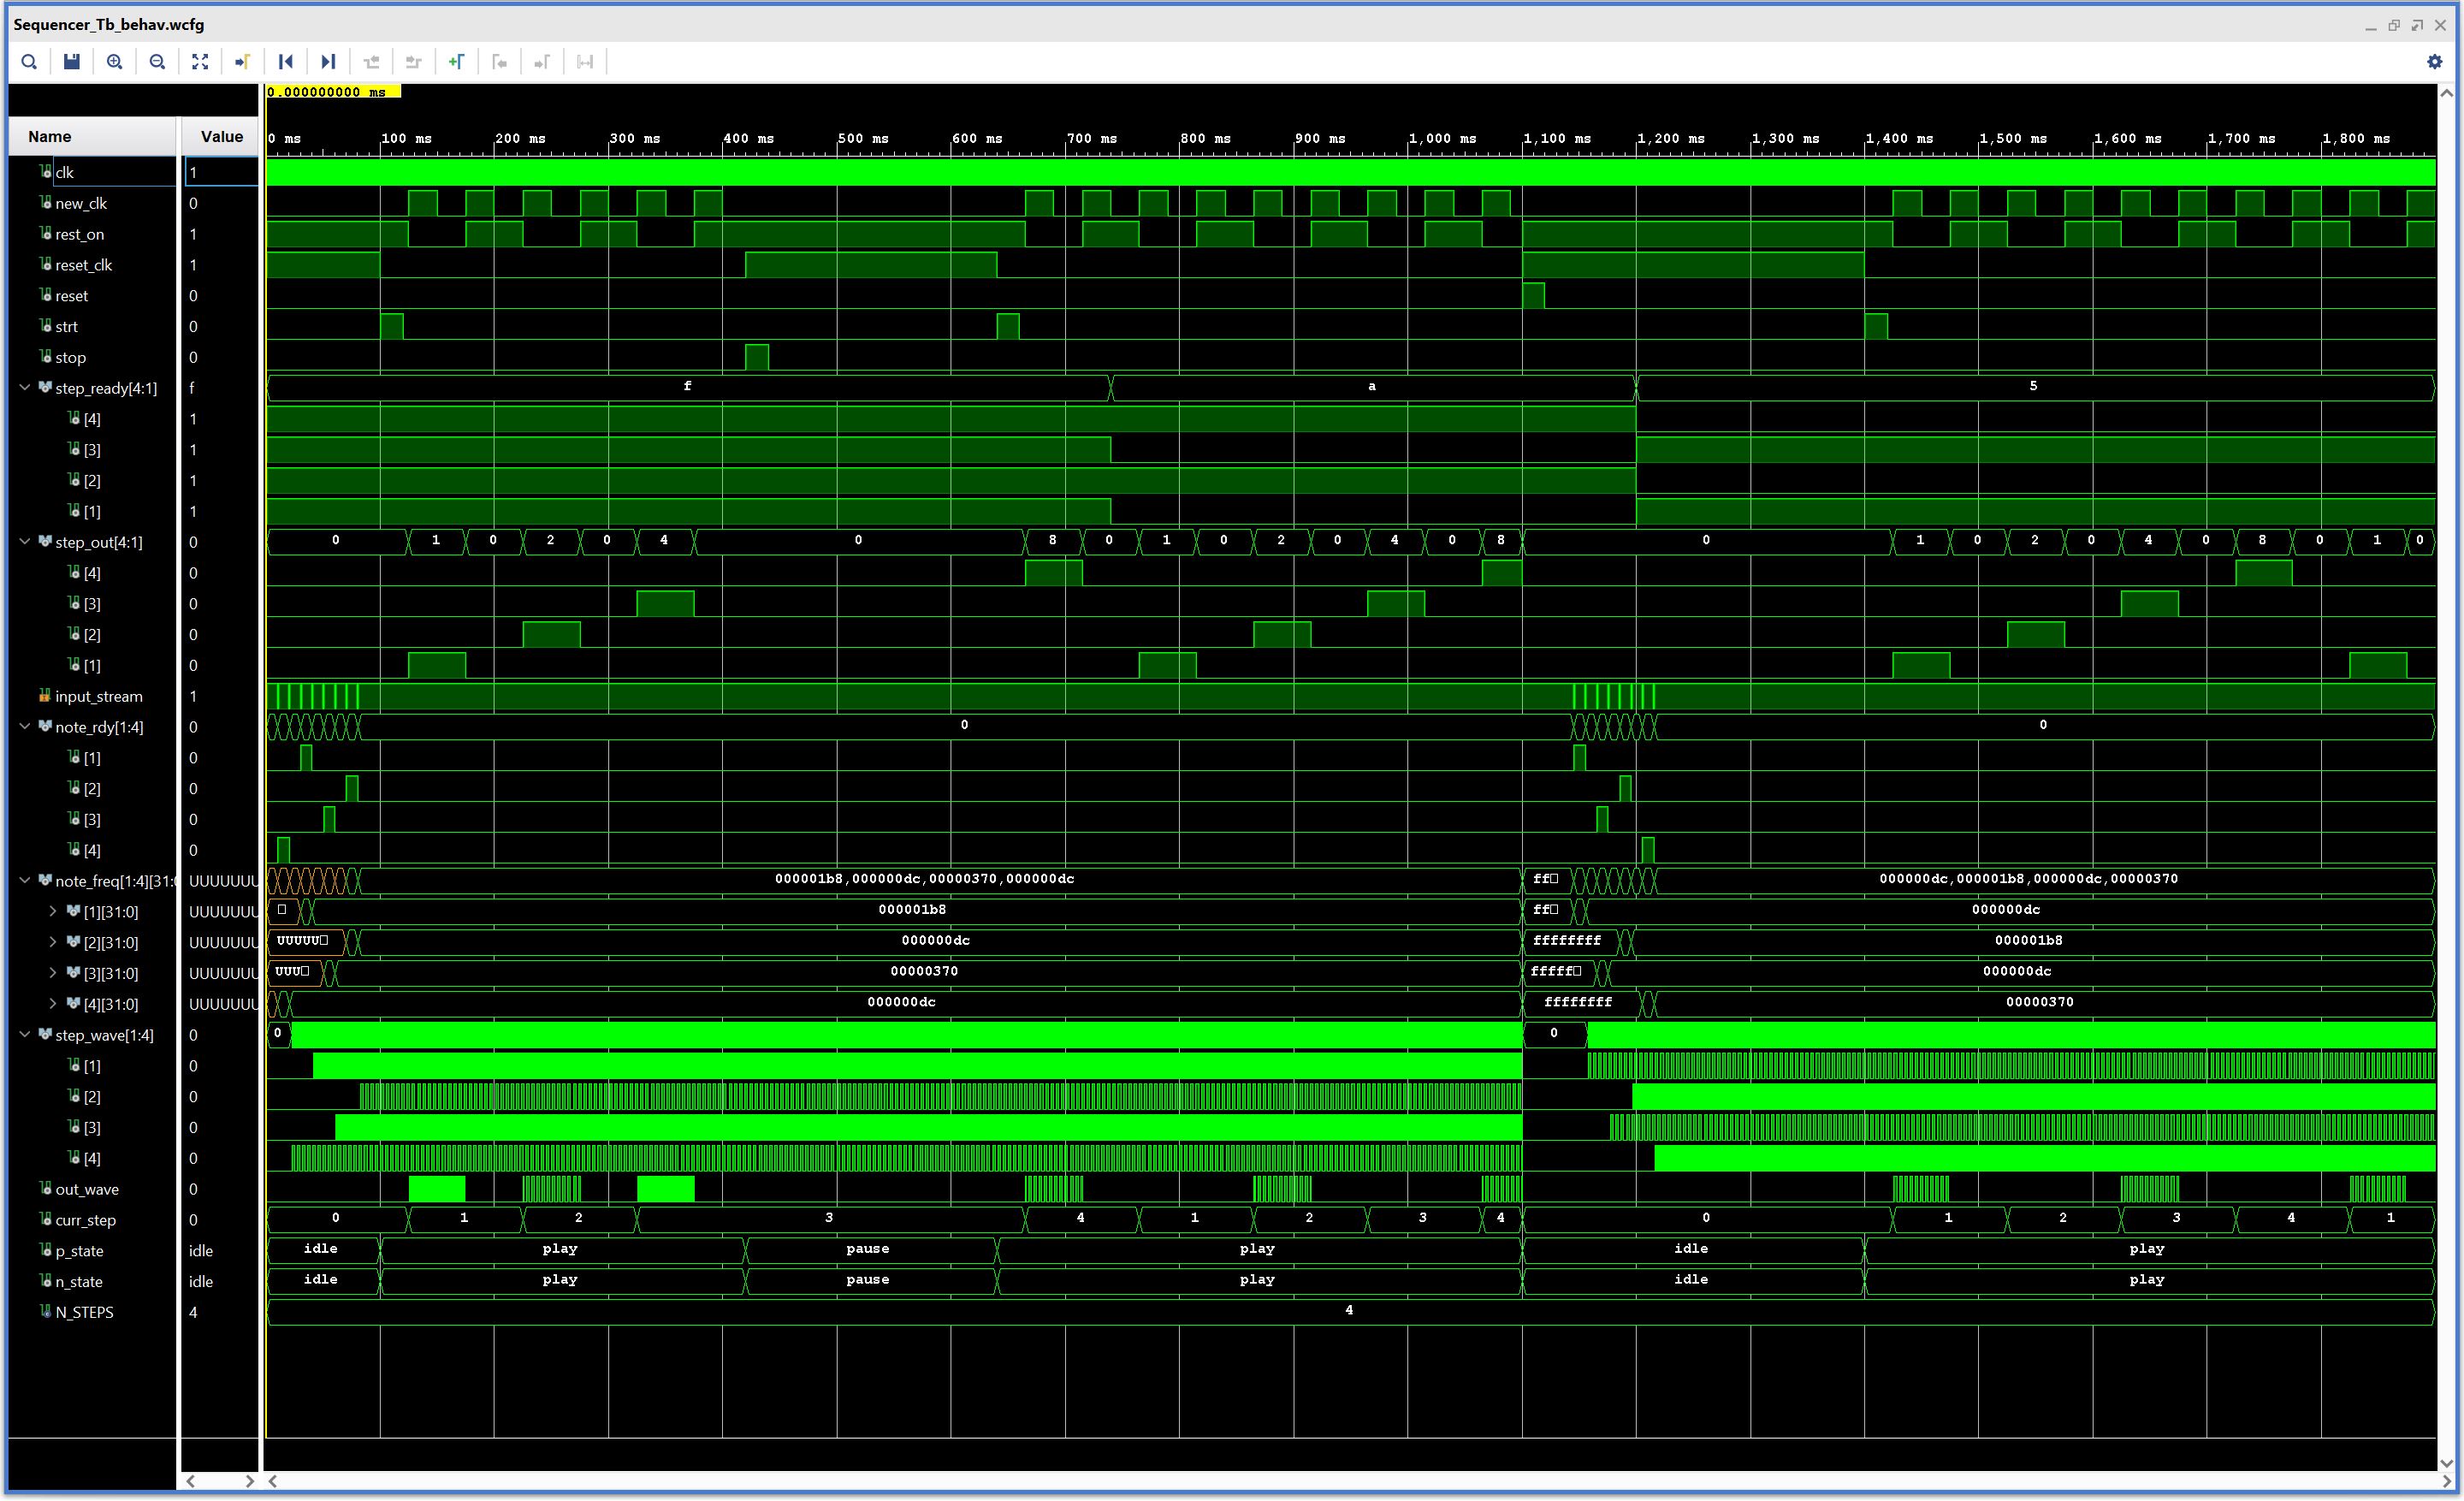 Sequencer_Tb_behav.wcfg
0.000000000 ms
Name Value
0 ms 100 ms 200 ms 300 ms 400 ms 500 ms 600 ms 700 ms 800 ms 900 ms 1,000 ms 1,100 ms 1,200 ms 1,300 ms 1,400 ms 1,500 ms 1,600 ms 1,700 ms 1,800 ms
clk 1
new_clk 0
rest_on 1
reset_clk 1
reset 0
strt 0
stop 0
step_ready[4:1] f f a 5
[4] 1
[3] 1
[2] 1
[1] 1
step_out[4:1] 0 0 1 0 2 0 4 0 8 0 1 0 2 0 4 0 8 0 1 0 2 0 4 0 8 0 1 0
[4] 0
[3] 0
[2] 0
[1] 0
input_stream 1
note_rdy[1:4] 0 0 0
[1] 0
[2] 0
[3] 0
[4] 0
note_freq[1:4][31:0 UUUUUUU 000001b8,000000dc,00000370,000000dc ff 000000dc,000001b8,000000dc,00000370
[1][31:0] UUUUUUU 000001b8 ff 000000dc
[2][31:0] UUUUUUU UUUUU 000000dc ffffffff 000001b8
[3][31:0] UUUUUUU UUU 00000370 fffff 000000dc
[4][31:0] UUUUUUU 000000dc ffffffff 00000370
step_wave[1:4] 0 0 0
[1] 0
[2] 0
[3] 0
[4] 0
out_wave 0
curr_step 0 0 1 2 3 4 1 2 3 4 0 1 2 3 4 1
p_state idle idle play pause play idle play
n_state idle idle play pause play idle play
N_STEPS 4 4